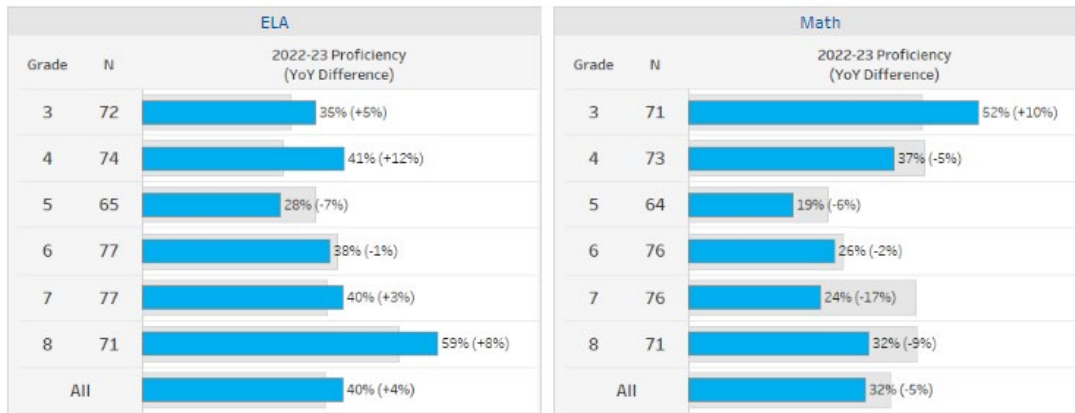 ELA
Grade N 2022-23 Proficiency
(YoY Difference)
3 72 35% (+5%)
4 74 41% (+12%)
5 65 28% (-7%)
6 77 38% (-1%)
7 77 40% (+3%)
8 71 59% (+8%)
All 40% (+4%)
Math
Grade N 2022-23 Proficiency
(YoY Difference)
3 71 52% (+10%)
4 73 37% (-5%)
5 64 19% (-6%)
6 76 26% (-2%)
7 76 24% (-17%)
8 71 32% (-9%)
All 32% (-5%)